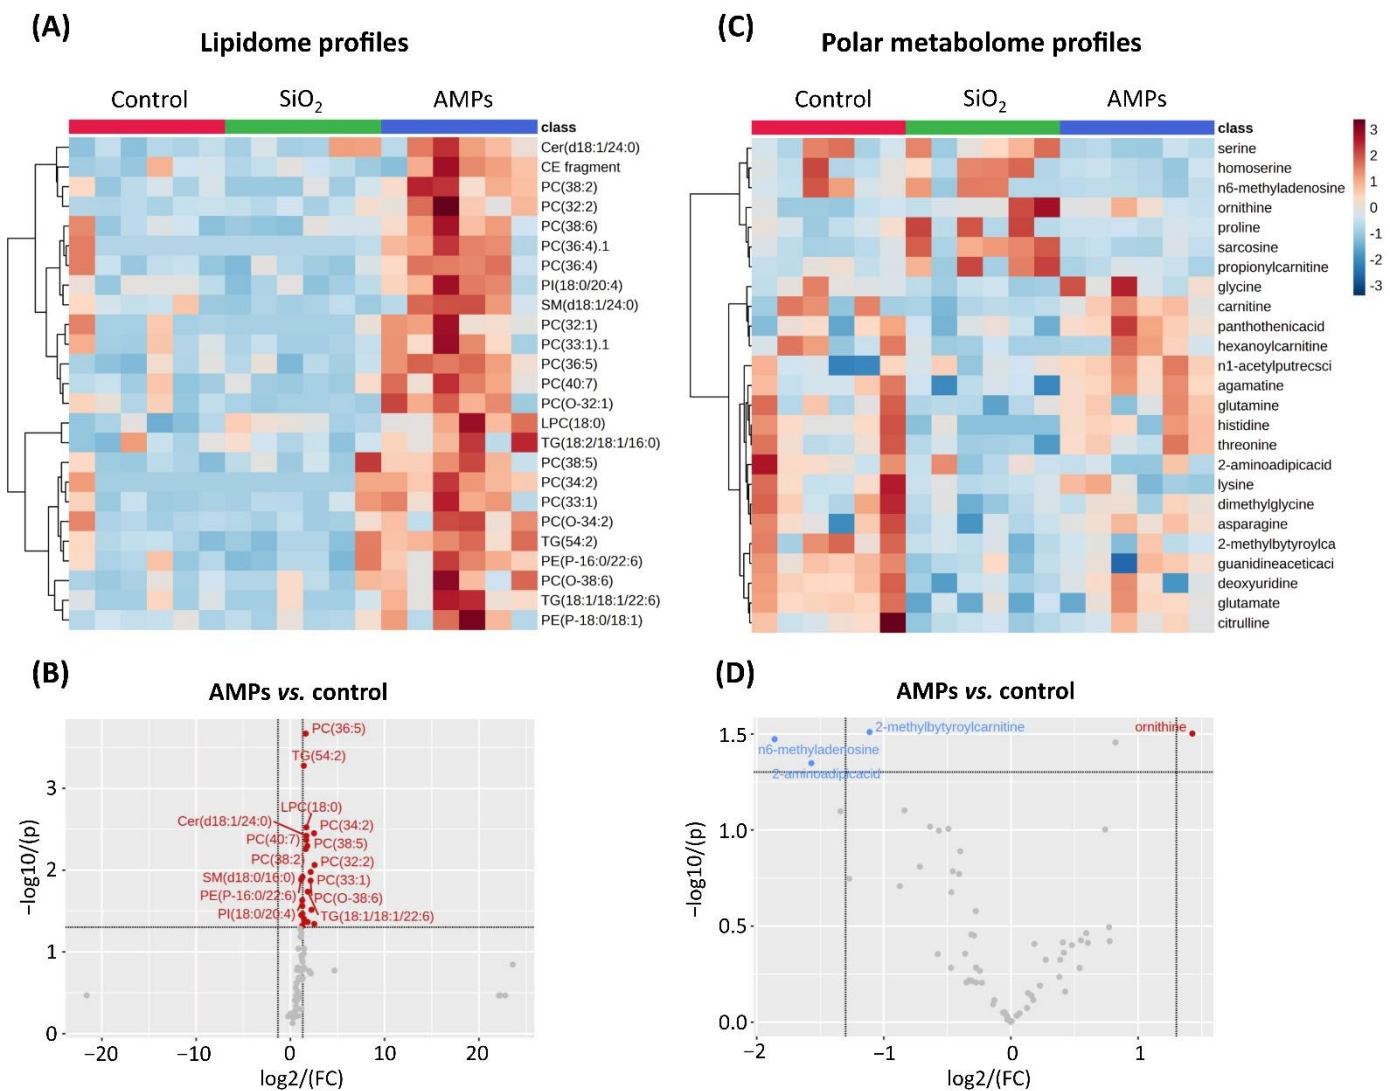 (A)
Lipidome profiles
Control SiO₂ AMPs
class
Cer(d18:1/24:0)
CE fragment
PC(38:2)
PC(32:2)
PC(38:6)
PC(36:4).1
PC(36:4)
PI(18:0/20:4)
SM(d18:1/24:0)
PC(32:1)
PC(33:1).1
PC(36:5)
PC(40:7)
PC(O-32:1)
LPC(18:0)
TG(18:2/18:1/16:0)
PC(38:5)
PC(34:2)
PC(33:1)
PC(O-34:2)
TG(54:2)
PE(P-16:0/22:6)
PC(O-38:6)
TG(18:1/18:1/22:6)
PE(P-18:0/18:1)
(C)
Polar metabolome profiles
Control SiO₂ AMPs
class
serine
homoserine
n6-methyladenosine
ornithine
proline
sarcosine
propionylcarnitine
glycine
carnitine
panthothenicacid
hexanoylcarnitine
n1-acetylputrecsci
agamatine
glutamine
histidine
threonine
2-aminoadipicacid
lysine
dimethylglycine
asparagine
2-methylbytyroylca
guanidineaceticaci
deoxyuridine
glutamate
citrulline
3
2
1
0
-1
-2
-3
(B)
AMPs vs. control
PC(36:5)
TG(54:2)
LPC(18:0)
Cer(d18:1/24:0) PC(34:2)
PC(40:7) PC(38:5)
PC(38:2) PC(32:2)
SM(d18:0/16:0) PC(33:1)
PE(P-16:0/22:6) PC(O-38:6)
PI(18:0/20:4) TG(18:1/18:1/22:6)
−log10/(p)
3
2
1
0
−20 −10 0 10 20
log2/(FC)
(D)
AMPs vs. control
2-methylbytyroylcarnitine ornithine
n6-methyladenosine
2-aminoadipicacid
−log10/(p)
1.5
1.0
0.5
0.0
−2 −1 0 1
log2/(FC)